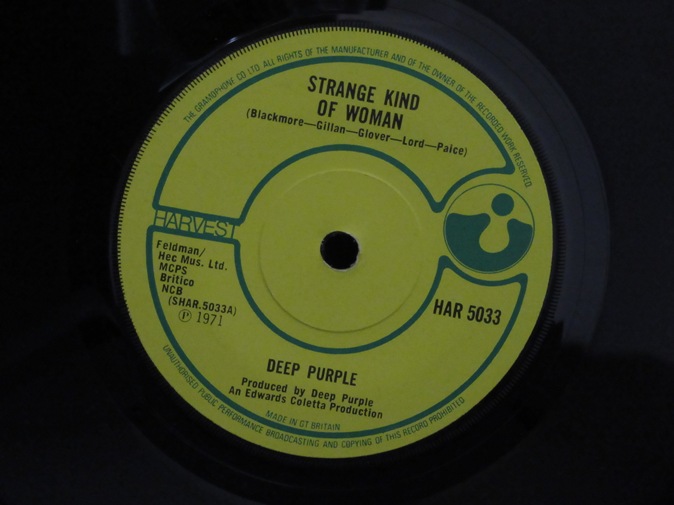 THE GRAMOPHONE CO LTD. ALL RIGHTS OF THE MANUFACTURER AND OF THE OWNER OF THE RECORDED WORK RESERVED
STRANGE KIND
OF WOMAN
(Blackmore—Gillan—Glover—Lord—Paice)
HARVEST
Feldman/
Hec Mus. Ltd.
MCPS
Britico
NCB
(SHAR.5033A)
℗ 1971
HAR 5033
DEEP PURPLE
Produced by Deep Purple
An Edwards Coletta Production
MADE IN GT BRITAIN
UNAUTHORISED PUBLIC PERFORMANCE BROADCASTING AND COPYING OF THIS RECORD PROHIBITED